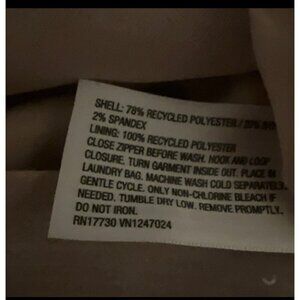 SHELL: 78% RECYCLED POLYESTER / 20%
2% SPANDEX
LINING: 100% RECYCLED POLYESTER
CLOSE ZIPPER BEFORE WASH. HOOK AND LOOP
CLOSURE. TURN GARMENT INSIDE OUT. PLACE IN
LAUNDRY BAG. MACHINE WASH COLD SEPARATELY.
GENTLE CYCLE. ONLY NON-CHLORINE BLEACH IF
NEEDED. TUMBLE DRY LOW. REMOVE PROMPTLY.
DO NOT IRON.
RN17730 VN1247024